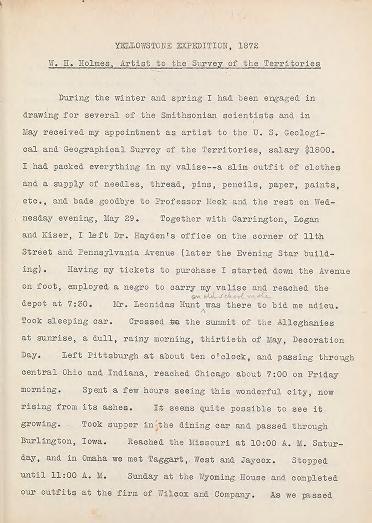 YELLOWSTONE EXPEDITION, 1872
W. H. Holmes, Artist to the Survey of the Territories
During the winter and spring I had been engaged in
drawing for several of the Smithsonian scientists and in
May received my appointment as artist to the U. S. Geologi-
cal and Geographical Survey of the Territories, salary $1800.
I had packed everything in my valise--a slim outfit of clothes
and a supply of needles, thread, pins, pencils, paper, paints,
etc., and bade goodbye to Professor Meek and the rest on Wed-
nesday evening, May 29. Together with Carrington, Logan
and Kiser, I left Dr. Hayden's office on the corner of 11th
Street and Pennsylvania Avenue (later the Evening Star build-
ing). Having my tickets to purchase I started down the Avenue
on foot, employed a negro to carry my valise and reached the
an old school mate
depot at 7:30. Mr. Leonidas Hunt was there to bid me adieu.
Took sleeping car. Crossed to the summit of the Alleghanies
at sunrise, a dull, rainy morning, thirtieth of May, Decoration
Day. Left Pittsburgh at about ten o'clock, and passing through
central Ohio and Indiana, reached Chicago about 7:00 on Friday
morning. Spent a few hours seeing this wonderful city, now
rising from its ashes. It seems quite possible to see it
growing. Took supper in the dining car and passed through
Burlington, Iowa. Reached the Missouri at 10:00 A. M. Satur-
day, and in Omaha we met Taggart, West and Jaycox. Stopped
until 11:00 A. M. Sunday at the Wyoming House and completed
our outfits at the firm of Wilcox and Company. As we passed